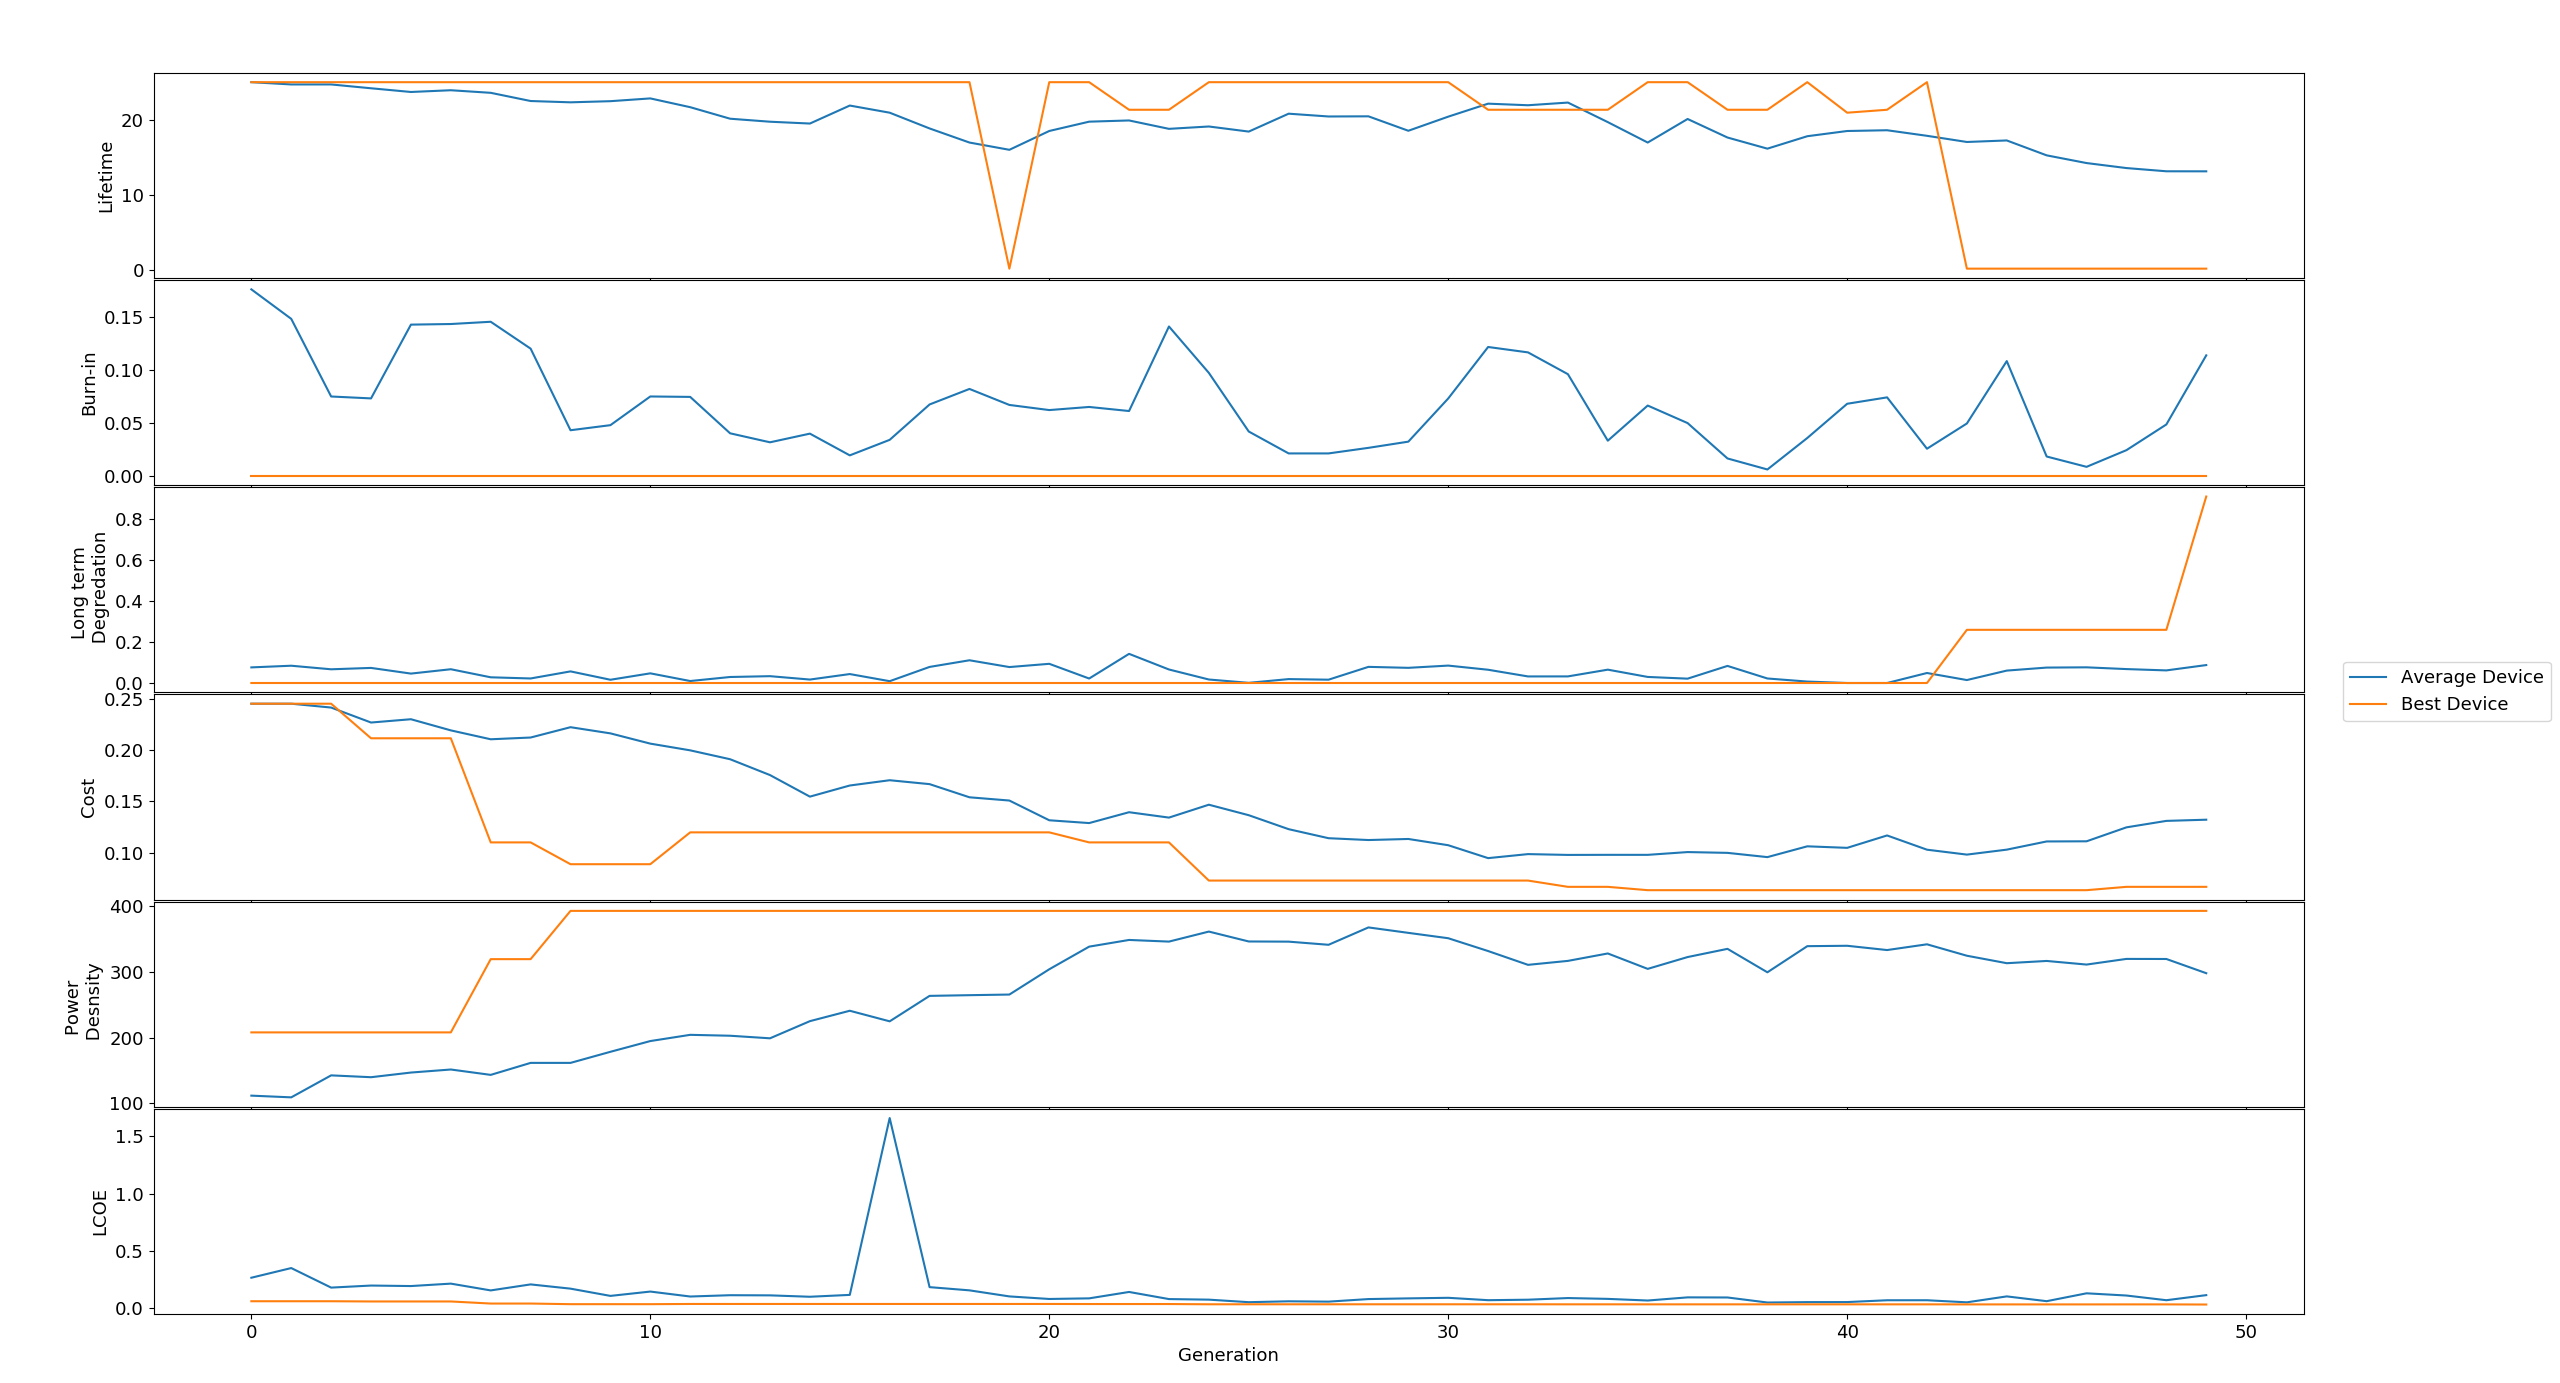 Lifetime
20
10
0
Burn-in
0.15
0.10
0.05
0.00
Long term
Degredation
0.8
0.6
0.4
0.2
0.0
Cost
0.25
0.20
0.15
0.10
Power
Desnsity
400
300
200
100
LCOE
1.5
1.0
0.5
0.0
0 10 20 30 40 50
Generation
Average Device
Best Device